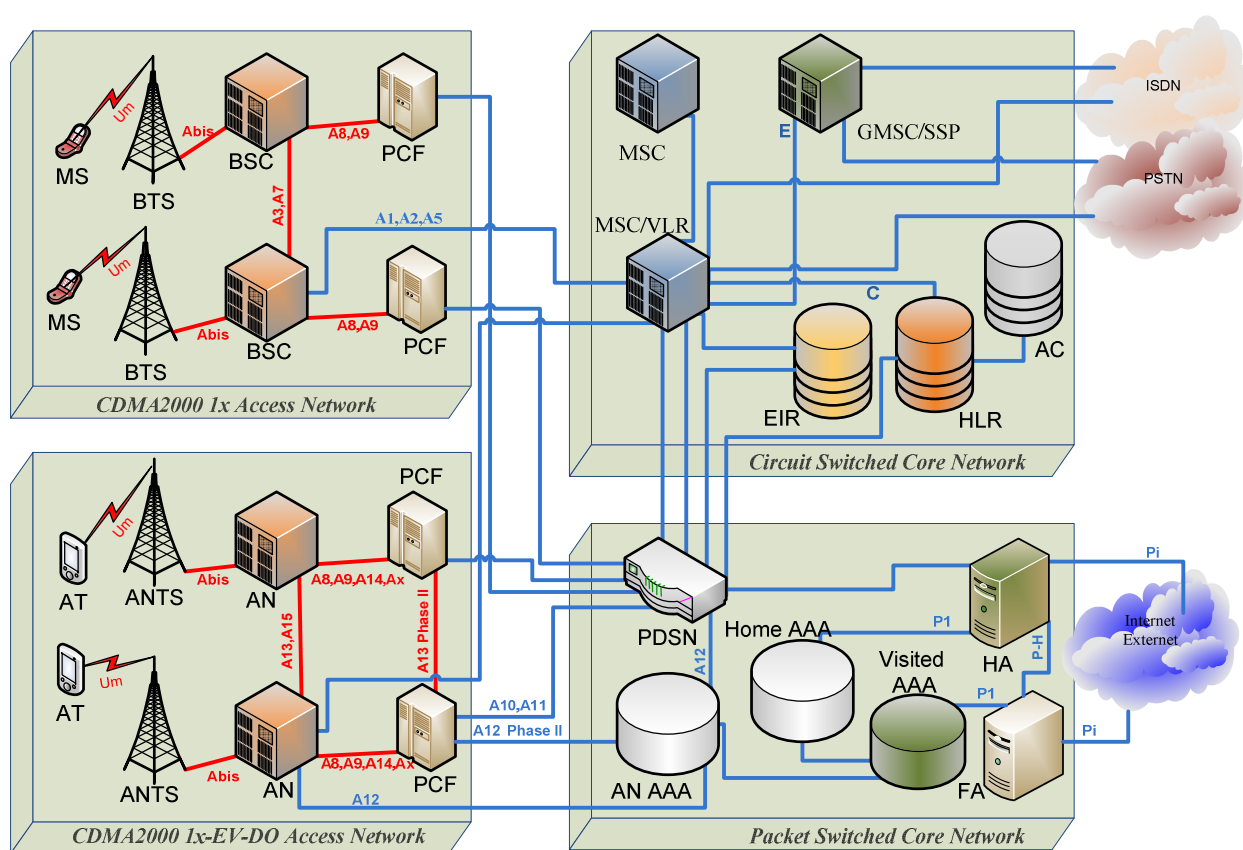 Um
MS
BTS
Abis
BSC
A8,A9
PCF
A3,A7
Um
MS
BTS
Abis
BSC
A8,A9
PCF
A1,A2,A5
CDMA2000 1x Access Network
MSC
E
GMSC/SSP
ISDN
PSTN
MSC/VLR
C
EIR
HLR
AC
Circuit Switched Core Network
AT
Um
ANTS
Abis
AN
A8,A9,A14,Ax
PCF
A13,A15
A13 Phase II
AT
Um
ANTS
Abis
AN
A8,A9,A14,Ax
PCF
A10,A11
A12 Phase II
A12
CDMA2000 1x-EV-DO Access Network
PDSN
A12
AN AAA
Home AAA
P1
Visited
AAA
P1
HA
P-H
FA
Pi
Pi
Internet
Externet
Packet Switched Core Network